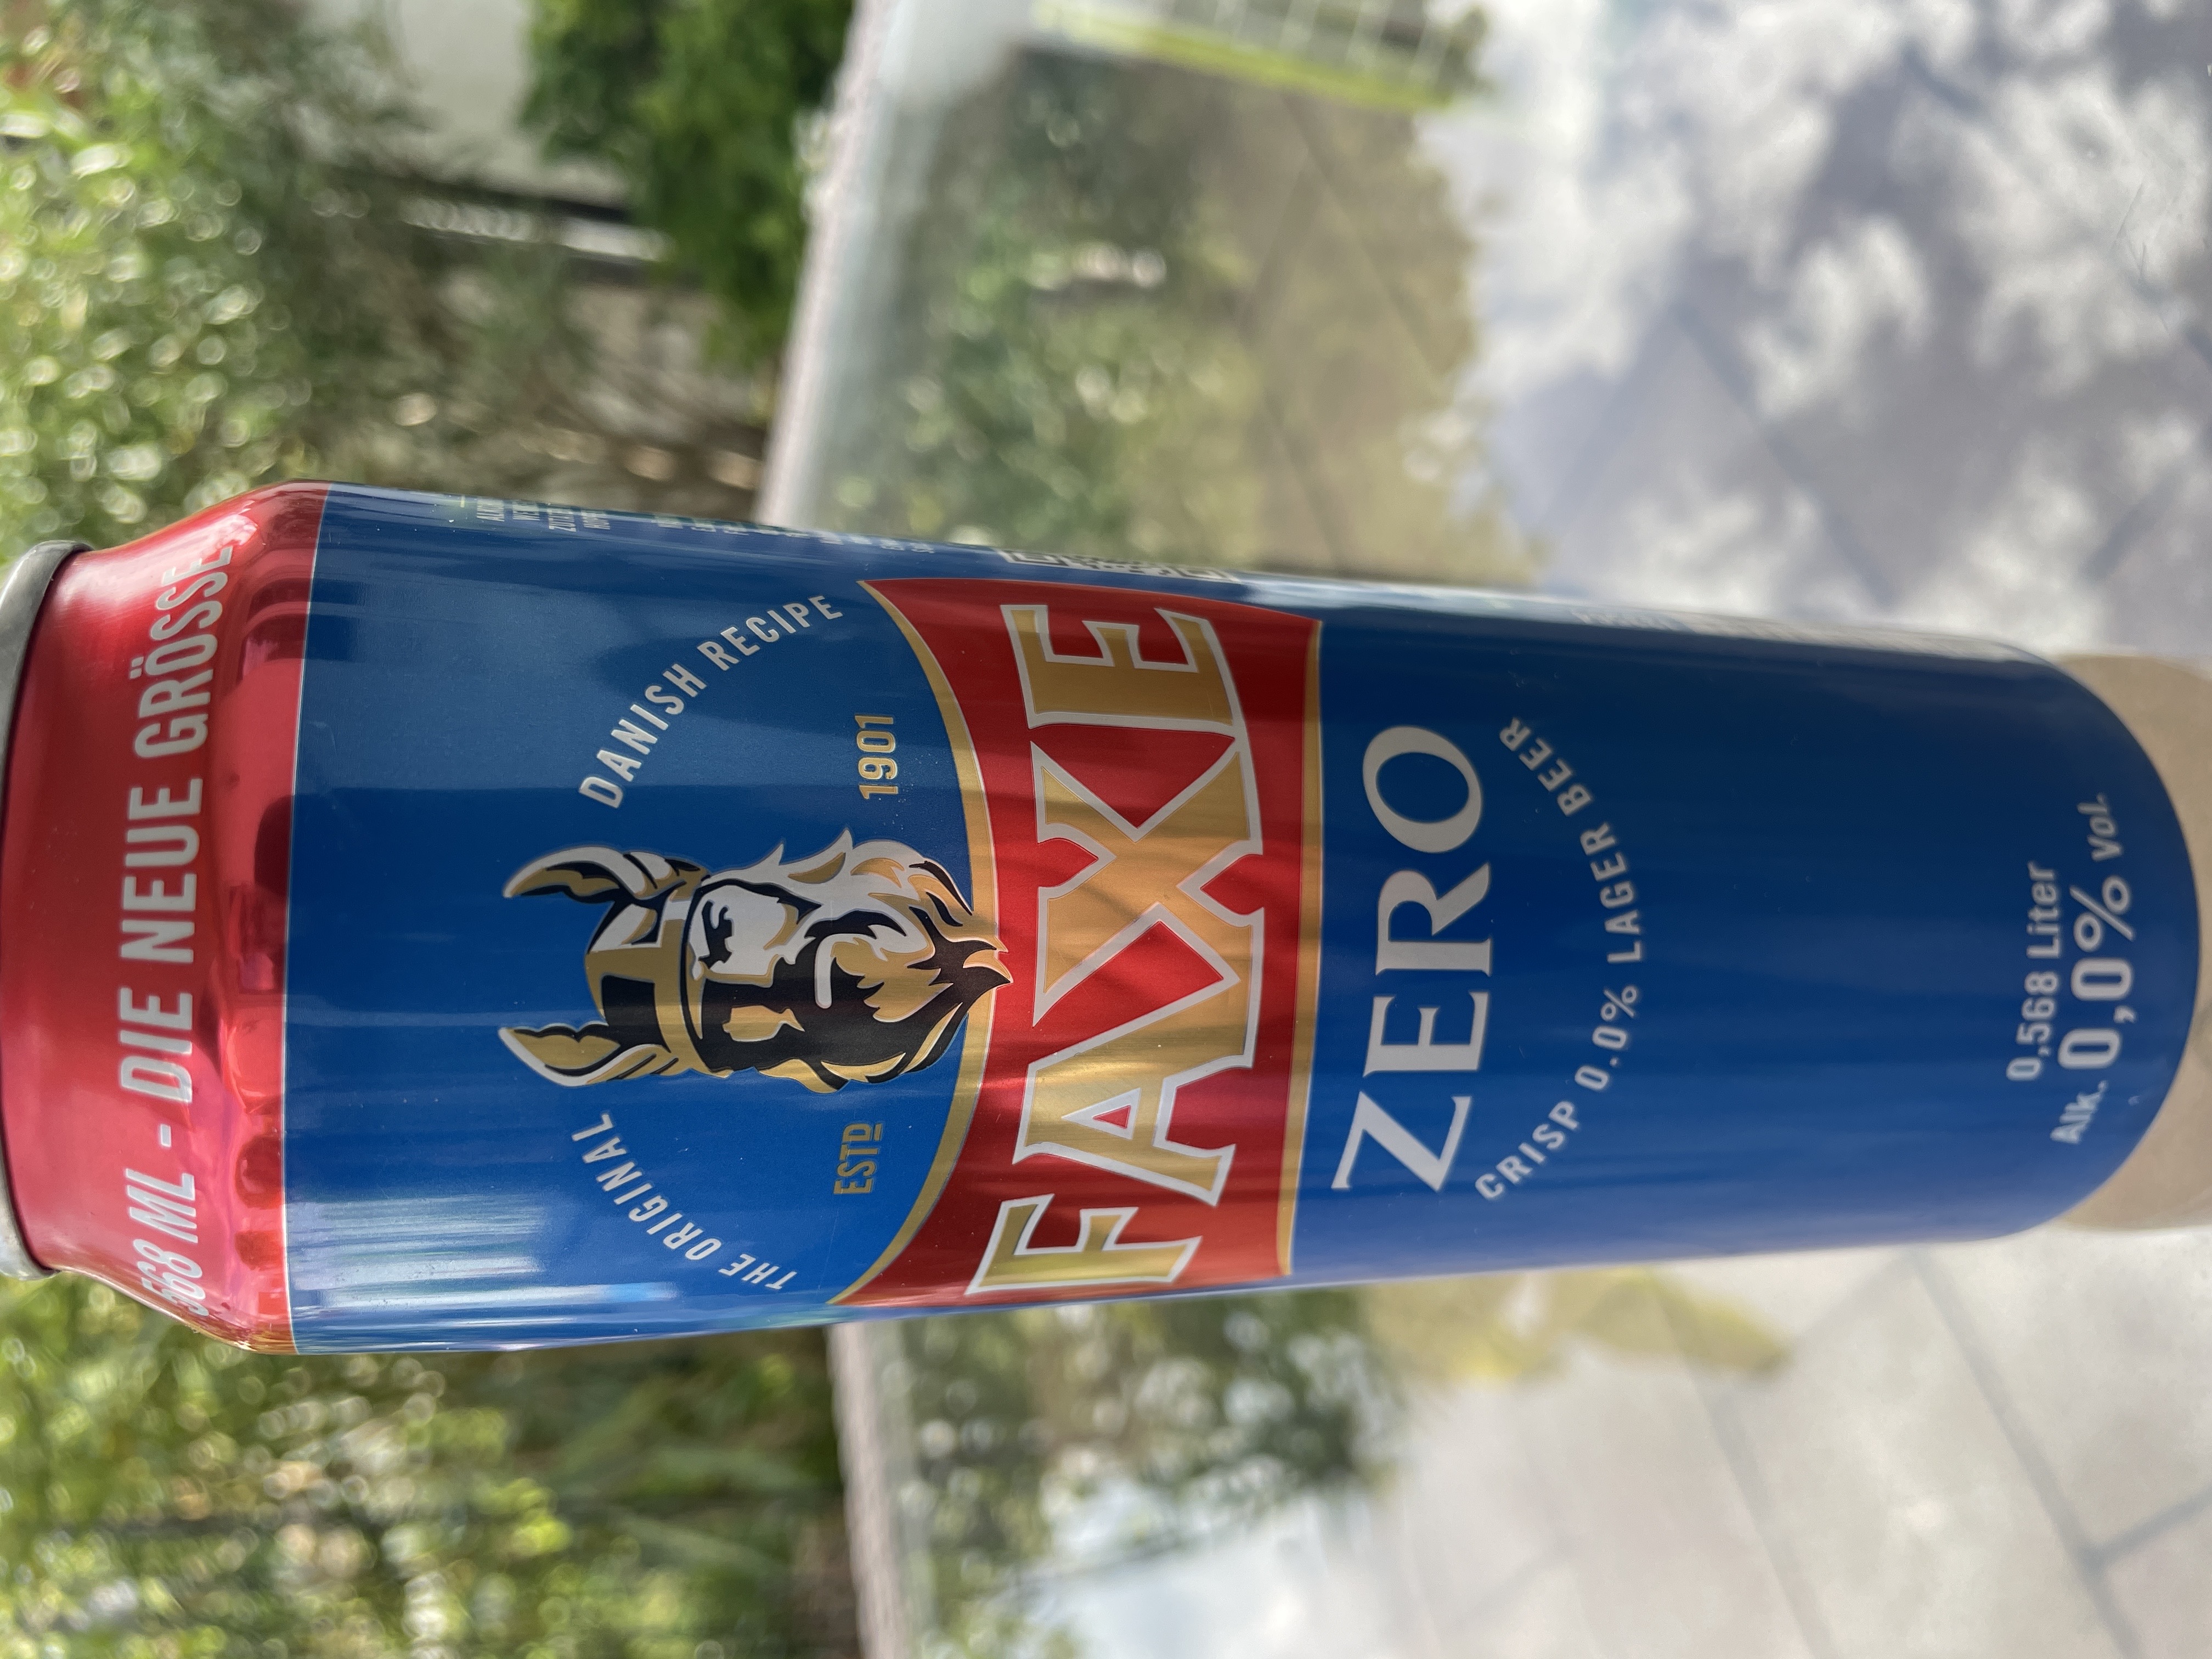 568 ML - DIE NEUE GRÖSSE
THE ORIGINAL DANISH RECIPE
ESTD 1901
FAXE
ZERO
CRISP 0.0% LAGER BEER
0,568 Liter
Alk. 0,0% Vol.